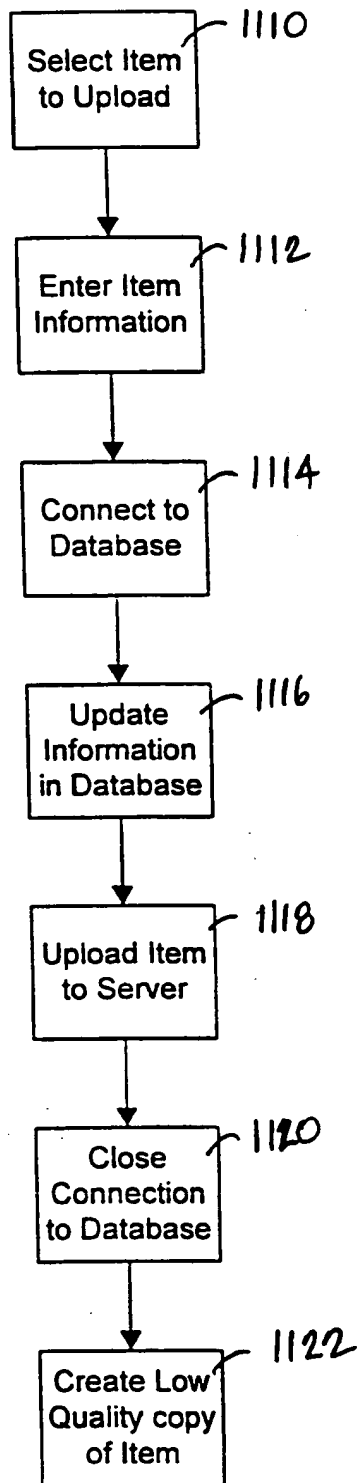 1110
Select Item
to Upload
1112
Enter Item
Information
1114
Connect to
Database
1116
Update
Information
in Database
1118
Upload Item
to Server
1120
Close
Connection
to Database
1122
Create Low
Quality copy
of Item